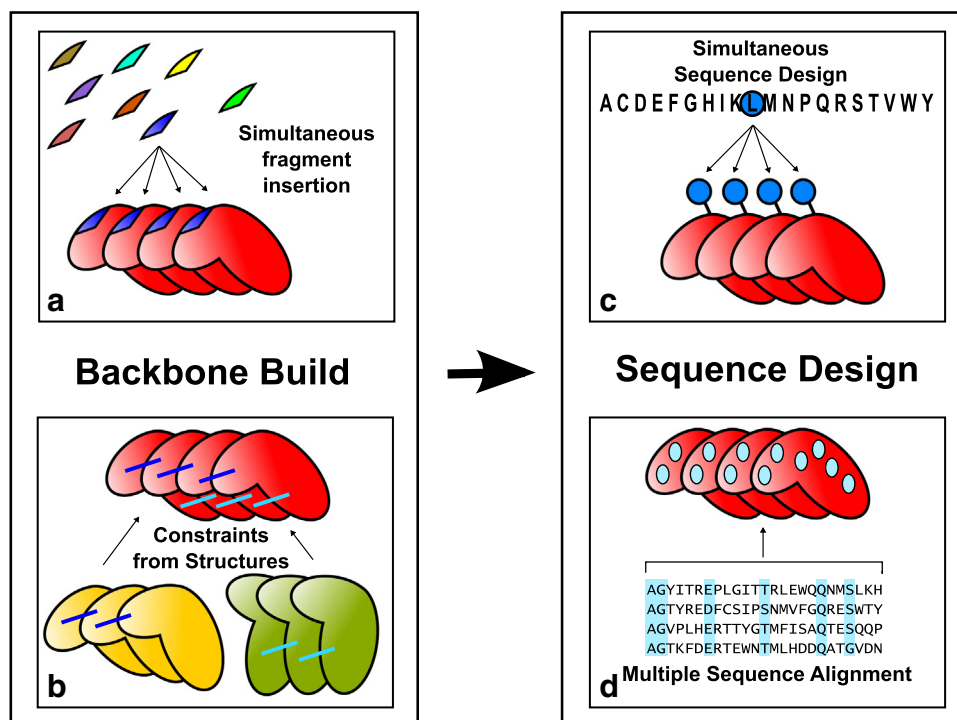 Simultaneous
fragment
insertion
a
Backbone Build
Constraints
from Structures
b
Simultaneous
Sequence Design
A C D E F G H I K L M N P Q R S T V W Y
c
Sequence Design
AGYITREPLGITTRLEWQQNMSLKH
AGTYREDFCSIPSNMVFGQRESWTY
AGVPLHERTTYGTMFISAQTESQQP
AGTKFDERTEWNTMLHDDQATGVDN
Multiple Sequence Alignment
d